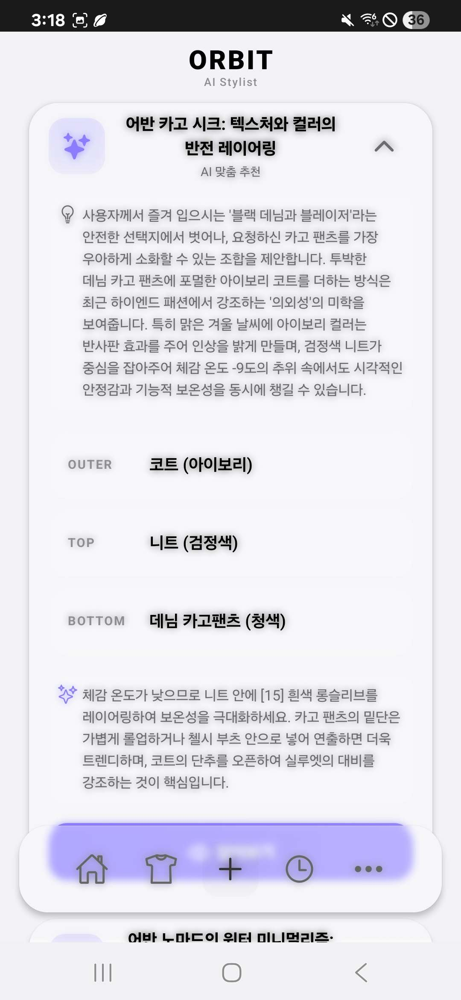 3:18
6
36
ORBIT
AI Stylist
어반 카고 시크: 텍스처와 컬러의
반전 레이어링
AI 맞춤 추천
사용자께서 즐겨 입으시는 '블랙 데님과 블레이저'라는
안전한 선택지에서 벗어나, 요청하신 카고 팬츠를 가장
우아하게 소화할 수 있는 조합을 제안합니다. 투박한
데님 카고 팬츠에 포멀한 아이보리 코트를 더하는 방식은
최근 하이엔드 패션에서 강조하는 '의외성'의 미학을
보여줍니다. 특히 맑은 겨울 날씨에 아이보리 컬러는
반사판 효과를 주어 인상을 밝게 만들며, 검정색 니트가
중심을 잡아주어 체감 온도 -9도의 추위 속에서도 시각적인
안정감과 기능적 보온성을 동시에 챙길 수 있습니다.
OUTER 코트 (아이보리)
TOP 니트 (검정색)
BOTTOM 데님 카고팬츠 (청색)
체감 온도가 낮으므로 니트 안에 [15] 흰색 롱슬리브를
레이어링하여 보온성을 극대화하세요. 카고 팬츠의 밑단은
가볍게 롤업하거나 첼시 부츠 안으로 넣어 연출하면 더욱
트렌디하며, 코트의 단추를 오픈하여 실루엣의 대비를
강조하는 것이 핵심입니다.
어반 노마드의 윈터 미니멀리즘: